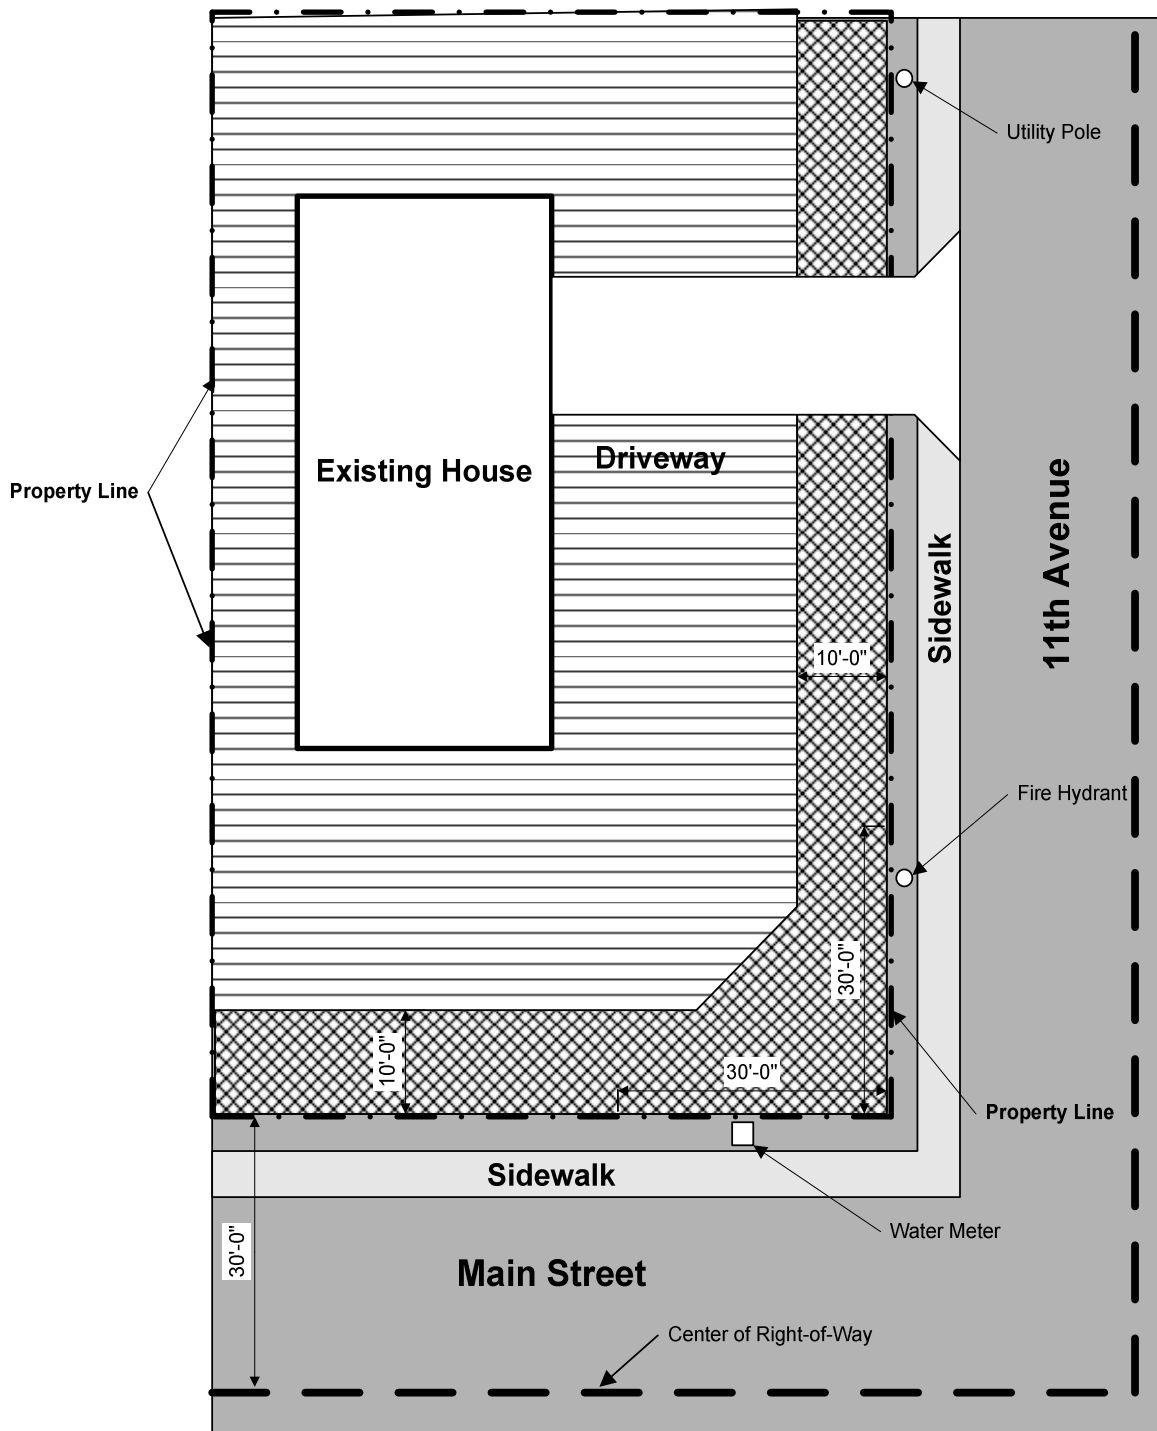 Utility Pole
Driveway
Existing House
Property Line
11th Avenue
Sidewalk
10'-0"
Fire Hydrant
30'-0"
10'-0"
30'-0"
Property Line
Sidewalk
Water Meter
30'-0"
Main Street
Center of Right-of-Way